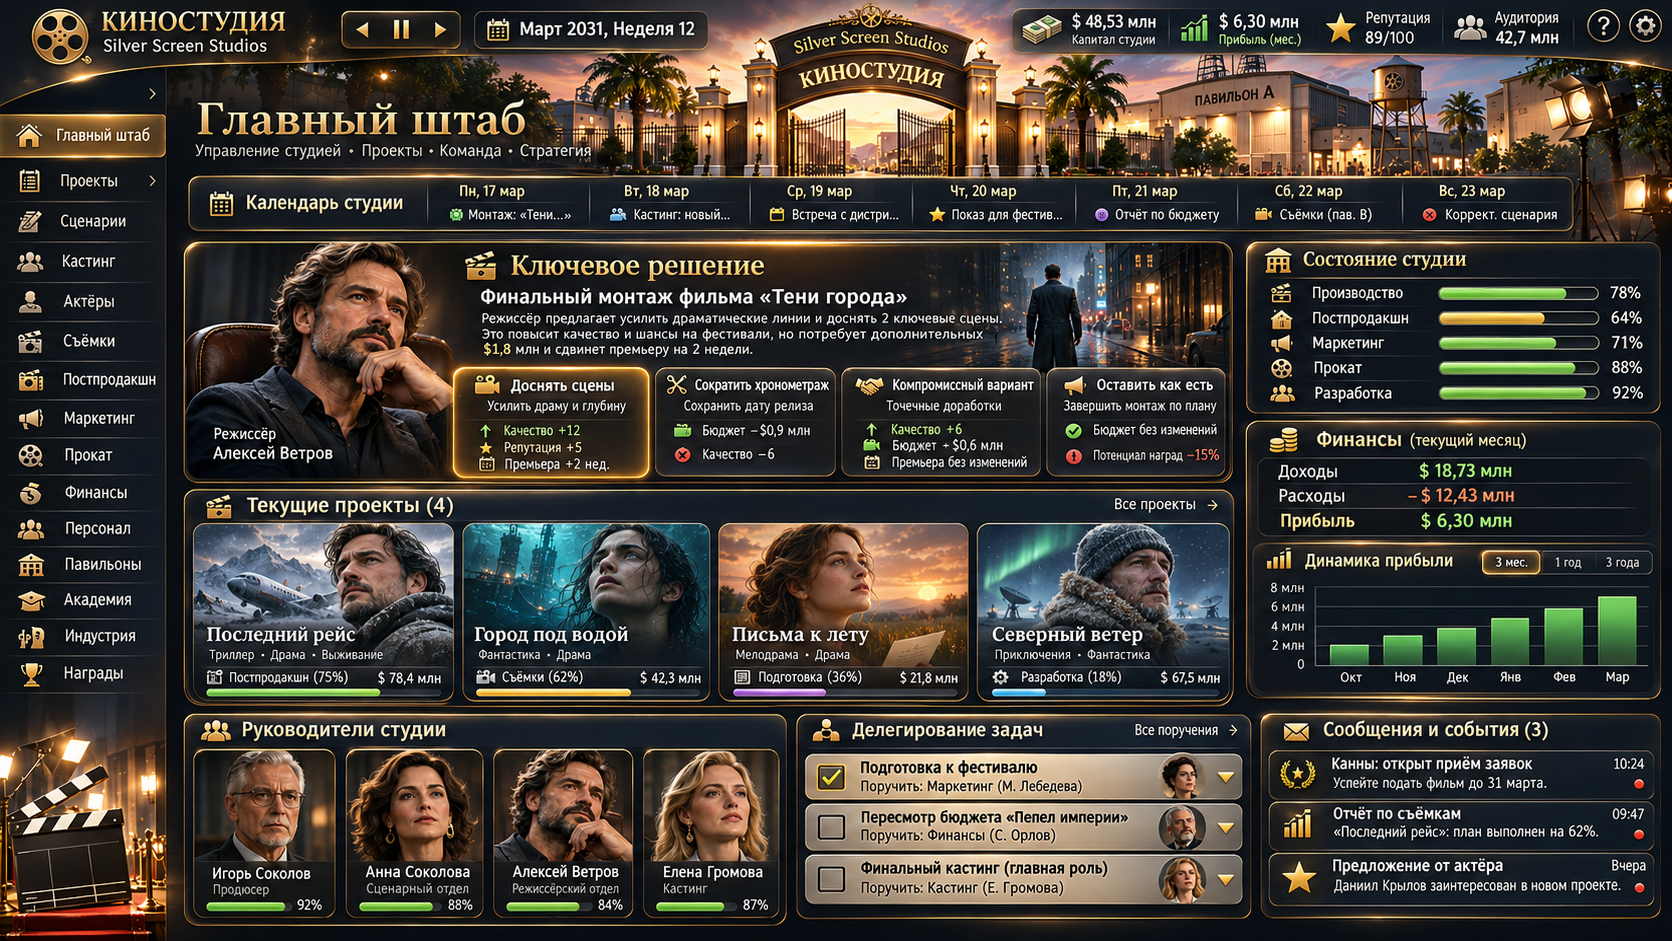 КИНОСТУДИЯ
Silver Screen Studios
Март 2031, Неделя 12
Silver Screen Studios
КИНОСТУДИЯ
ПАВИЛЬОН А
$ 48,53 млн
Капитал студии
$ 6,30 млн
Прибыль (мес.)
Репутация
89/100
Аудитория
42,7 млн
?
Главный штаб
Проекты
Сценарии
Кастинг
Актёры
Съёмки
Постпродакшн
Маркетинг
Прокат
Финансы
Персонал
Павильоны
Академия
Индустрия
Награды
Главный штаб
Управление студией • Проекты • Команда • Стратегия
Календарь студии
Пн, 17 мар
Монтаж: «Тени...»
Вт, 18 мар
Кастинг: новый...
Ср, 19 мар
Встреча с дистри...
Чт, 20 мар
Показ для фестив...
Пт, 21 мар
Отчёт по бюджету
Сб, 22 мар
Съёмки (пав. B)
Вс, 23 мар
Коррект. сценария
Режиссёр
Алексей Ветров
Ключевое решение
Финальный монтаж фильма «Тени города»
Режиссёр предлагает усилить драматические линии и доснять 2 ключевые сцены.
Это повысит качество и шансы на фестивали, но потребует дополнительных
$1,8 млн и сдвинет премьеру на 2 недели.
Доснять сцены
Усилить драму и глубину
Качество +12
Репутация +5
Премьера +2 нед.
Сократить хронометраж
Сохранить дату релиза
Бюджет –$0,9 млн
Качество –6
Компромиссный вариант
Точечные доработки
Качество +6
Бюджет + $0,6 млн
Премьера без изменений
Оставить как есть
Завершить монтаж по плану
Бюджет без изменений
Потенциал наград –15%
Состояние студии
Производство 78%
Постпродакшн 64%
Маркетинг 71%
Прокат 88%
Разработка 92%
Финансы (текущий месяц)
Доходы $ 18,73 млн
Расходы – $ 12,43 млн
Прибыль $ 6,30 млн
Динамика прибыли
3 мес. 1 год 3 года
8 млн
6 млн
4 млн
2 млн
0
Окт Ноя Дек Янв Фев Мар
Текущие проекты (4)
Все проекты →
Последний рейс
Триллер • Драма • Выживание
Постпродакшн (75%) $ 78,4 млн
Город под водой
Фантастика • Драма
Съёмки (62%) $ 42,3 млн
Письма к лету
Мелодрама • Драма
Подготовка (36%) $ 21,8 млн
Северный ветер
Приключения • Фантастика
Разработка (18%) $ 67,5 млн
Руководители студии
Игорь Соколов
Продюсер
92%
Анна Соколова
Сценарный отдел
88%
Алексей Ветров
Режиссёрский отдел
84%
Елена Громова
Кастинг
87%
Делегирование задач
Все поручения →
Подготовка к фестивалю
Поручить: Маркетинг (М. Лебедева)
Пересмотр бюджета «Пепел империи»
Поручить: Финансы (С. Орлов)
Финальный кастинг (главная роль)
Поручить: Кастинг (Е. Громова)
Сообщения и события (3)
Канны: открыт приём заявок 10:24
Успейте подать фильм до 31 марта.
Отчёт по съёмкам 09:47
«Последний рейс»: план выполнен на 62%.
Предложение от актёра Вчера
Даниил Крылов заинтересован в новом проекте.